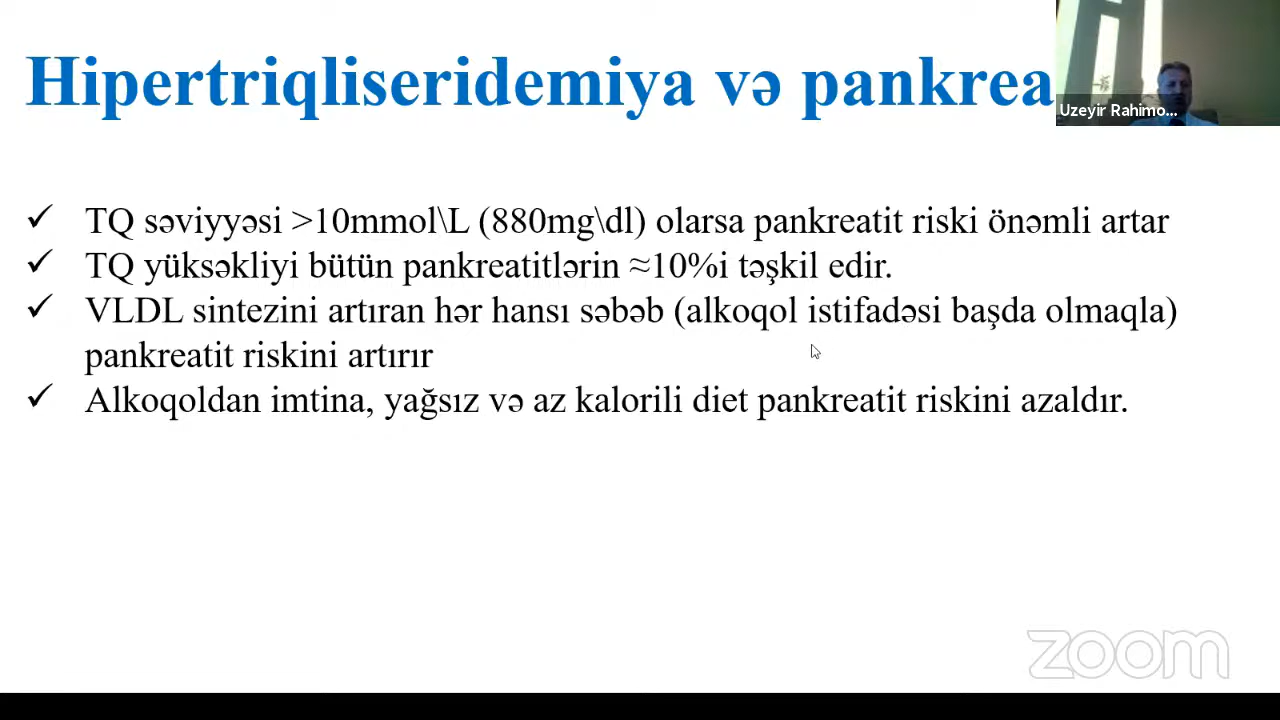 Hipertriqliseridemiya və pankrea
Uzeyir Rahimo...
TQ səviyyəsi >10mmol\L (880mg\dl) olarsa pankreatit riski önəmli artar
TQ yüksəkliyi bütün pankreatitlərin ≈10%i təşkil edir.
VLDL sintezini artıran hər hansı səbəb (alkoqol istifadəsi başda olmaqla)
pankreatit riskini artırır
Alkoqoldan imtina, yağsız və az kalorili diet pankreatit riskini azaldır.
zoom